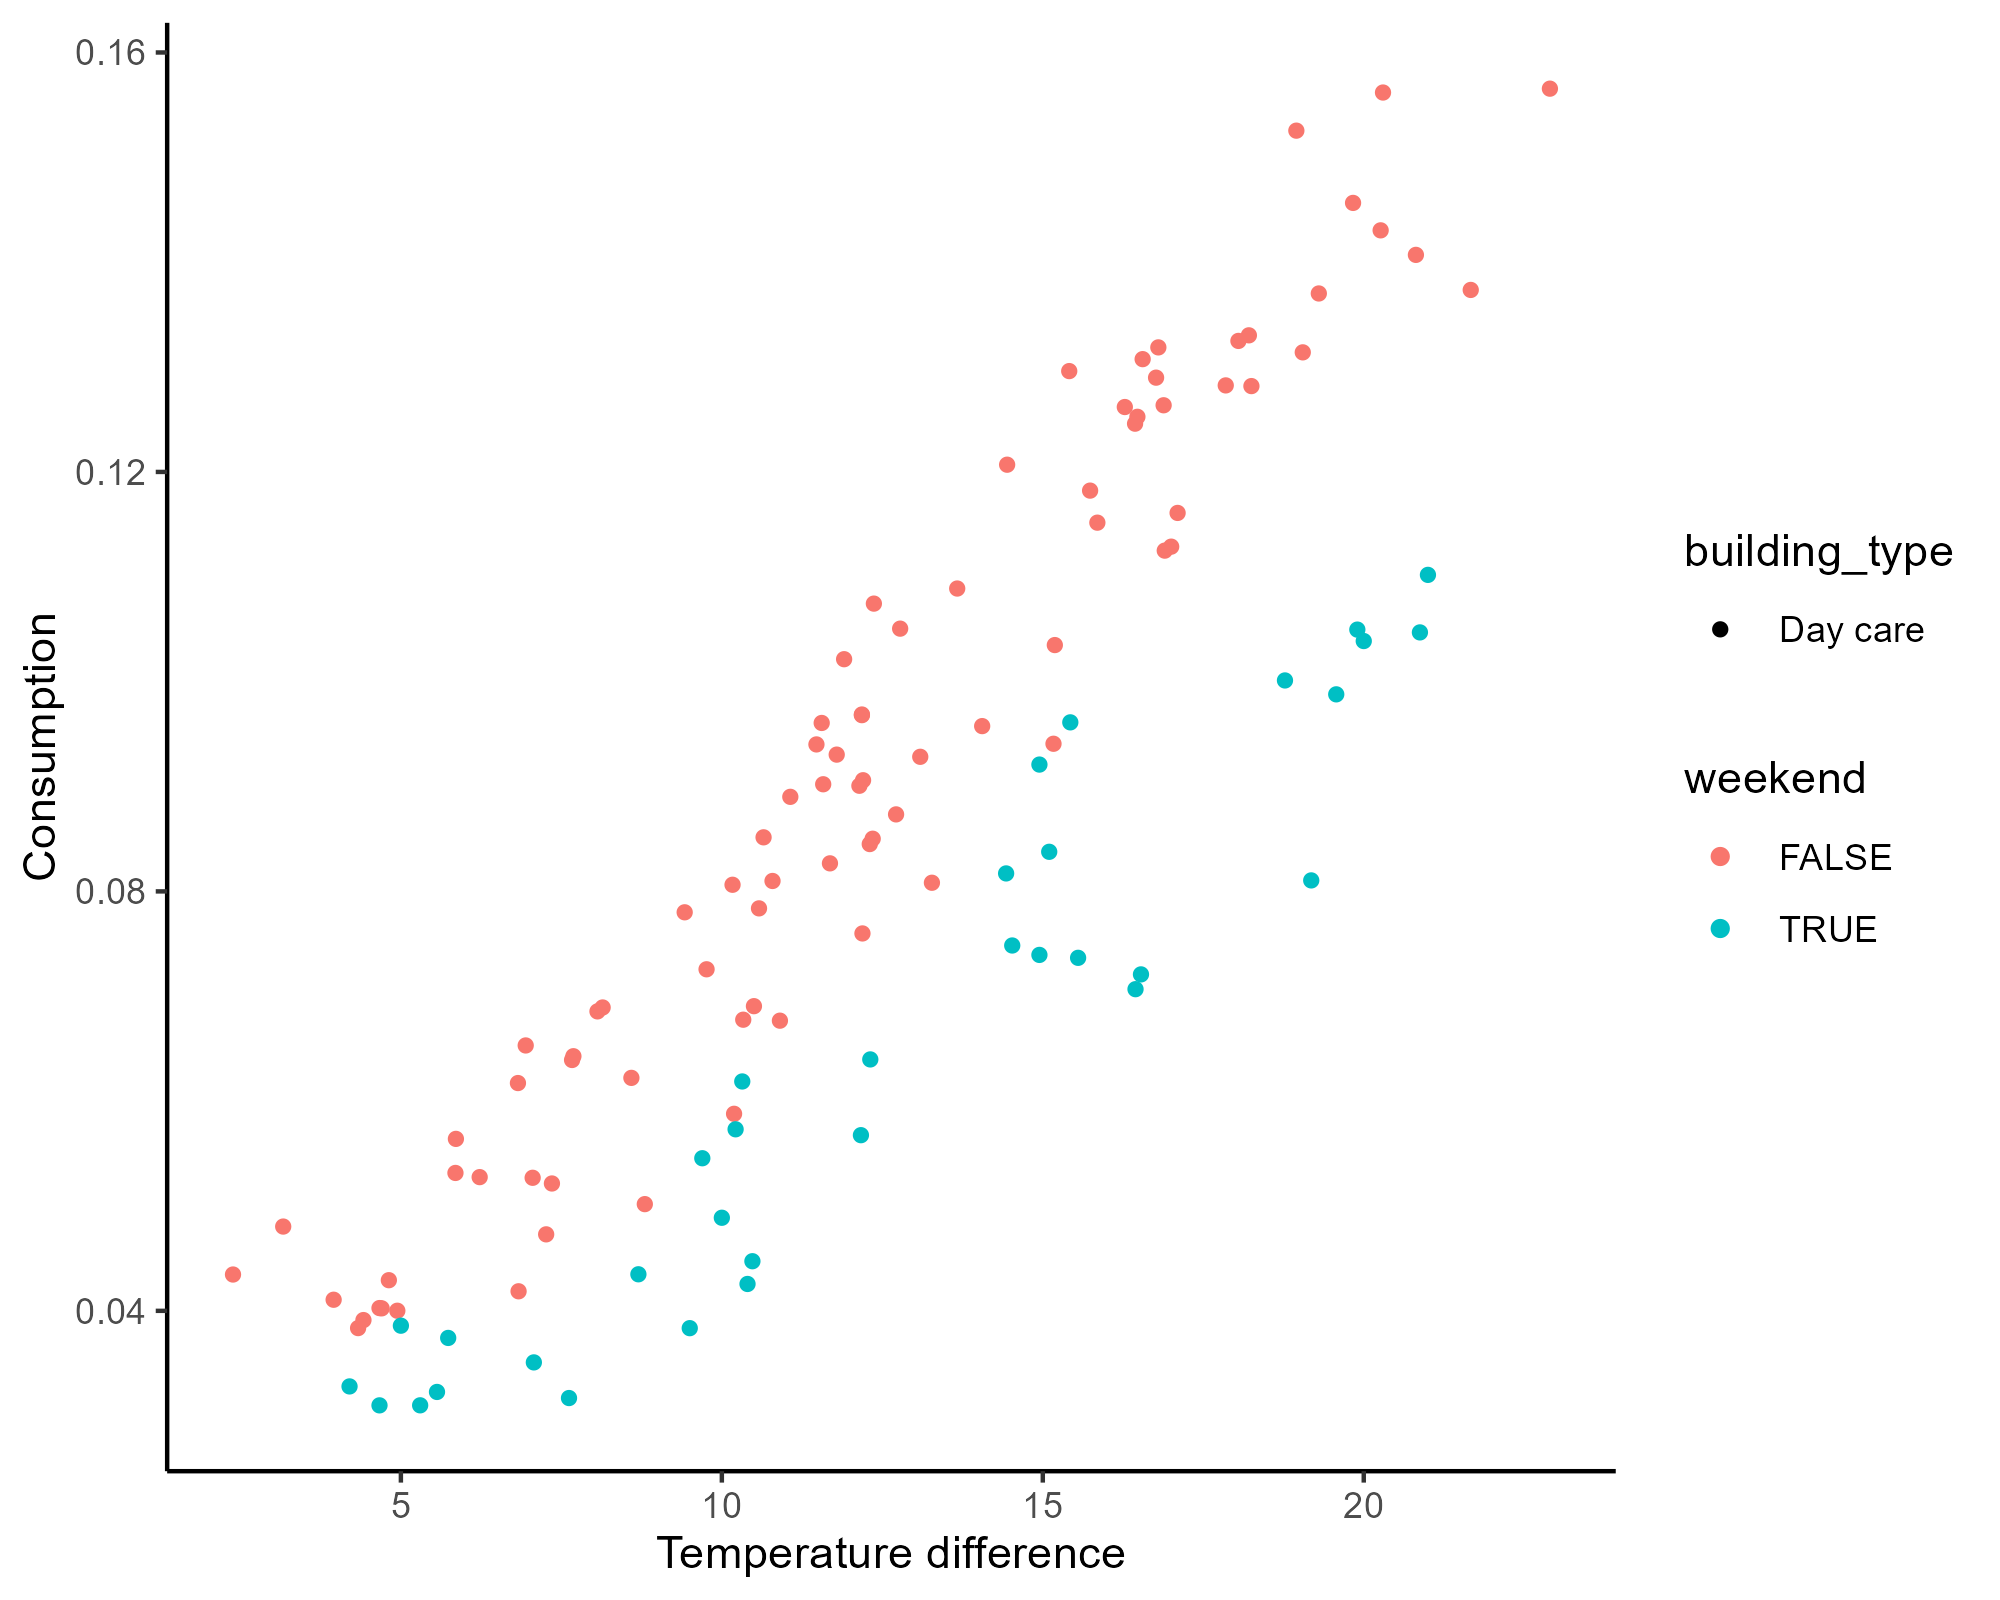 Consumption
0.16
0.12
0.08
0.04
5 10 15 20
Temperature difference
building_type
Day care
weekend
FALSE
TRUE